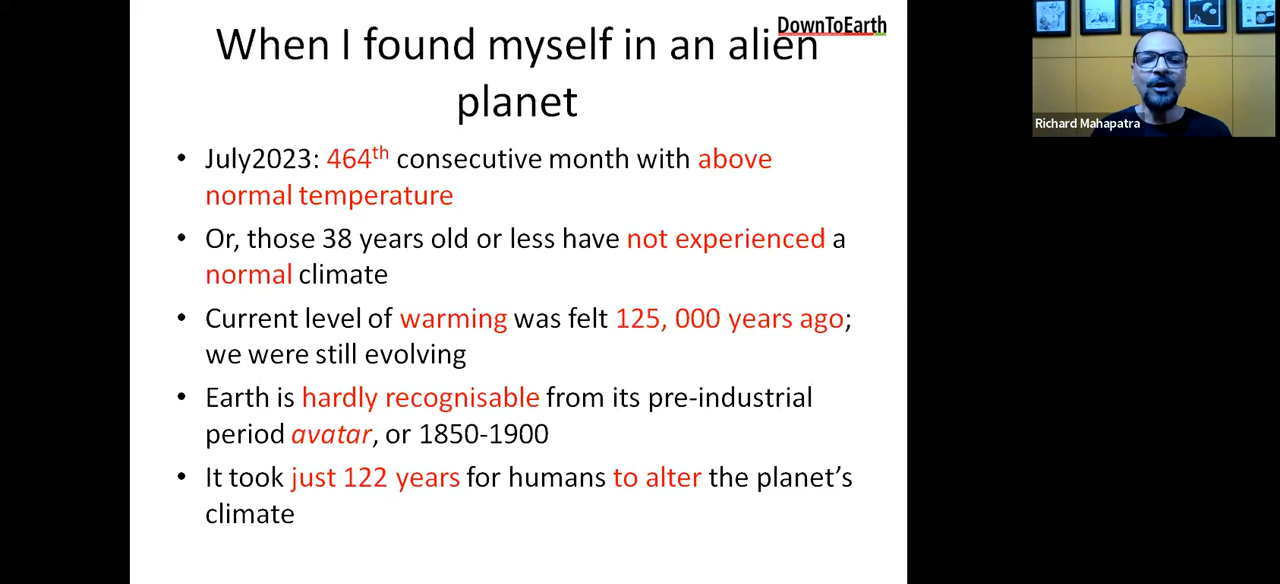 DownToEarth
When I found myself in an alien
planet
• July2023: 464th consecutive month with above
normal temperature
• Or, those 38 years old or less have not experienced a
normal climate
• Current level of warming was felt 125, 000 years ago;
we were still evolving
• Earth is hardly recognisable from its pre-industrial
period avatar, or 1850-1900
• It took just 122 years for humans to alter the planet’s
climate
Richard Mahapatra